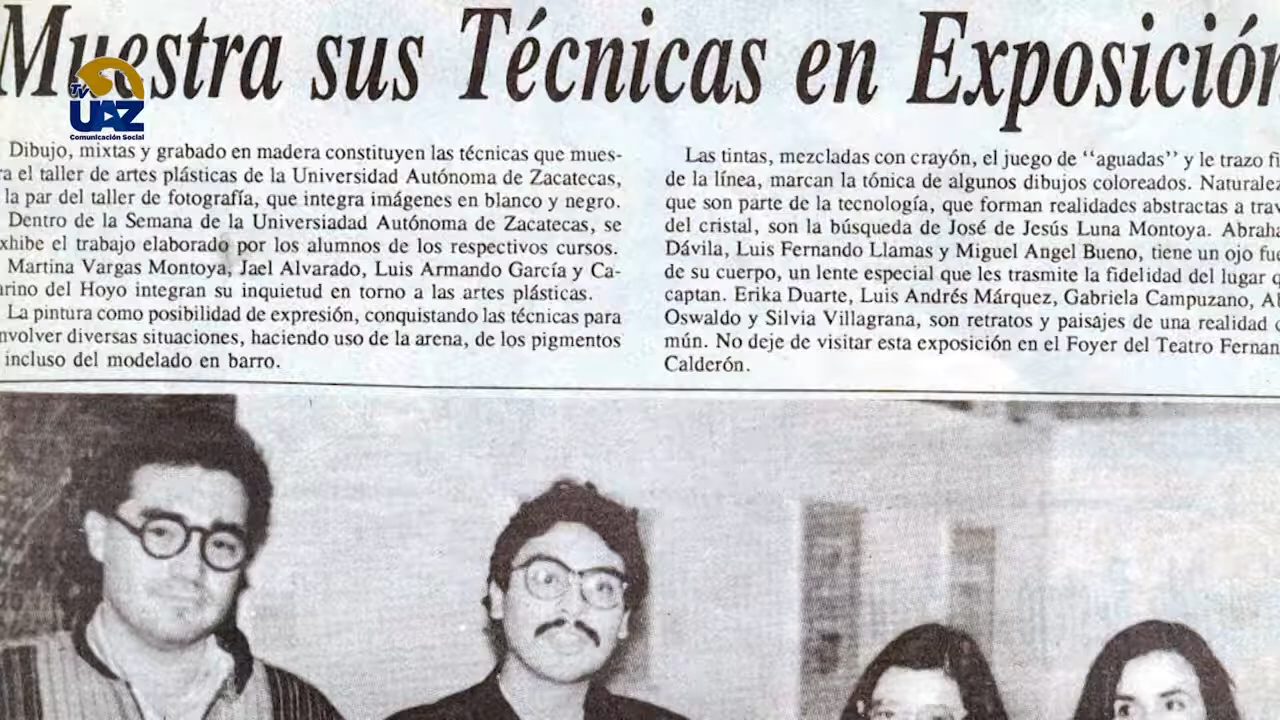 Muestra sus Técnicas en Exposición
Tv
UAZ
Comunicación Social
Dibujo, mixtas y grabado en madera constituyen las técnicas que mues-
ra el taller de artes plásticas de la Universidad Autónoma de Zacatecas,
la par del taller de fotografía, que integra imágenes en blanco y negro.
Dentro de la Semana de la Universiadad Autónoma de Zacatecas, se
xhibe el trabajo elaborado por los alumnos de los respectivos cursos.
Martina Vargas Montoya, Jael Alvarado, Luis Armando García y Ca-
rino del Hoyo integran su inquietud en torno a las artes plásticas.
La pintura como posibilidad de expresión, conquistando las técnicas para
nvolver diversas situaciones, haciendo uso de la arena, de los pigmentos
incluso del modelado en barro.
Las tintas, mezcladas con crayón, el juego de “aguadas” y le trazo fi
de la línea, marcan la tónica de algunos dibujos coloreados. Naturalez
que son parte de la tecnología, que forman realidades abstractas a trav
del cristal, son la búsqueda de José de Jesús Luna Montoya. Abraha
Dávila, Luis Fernando Llamas y Miguel Angel Bueno, tiene un ojo fue
de su cuerpo, un lente especial que les trasmite la fidelidad del lugar q
captan. Erika Duarte, Luis Andrés Márquez, Gabriela Campuzano, Al
Oswaldo y Silvia Villagrana, son retratos y paisajes de una realidad c
mún. No deje de visitar esta exposición en el Foyer del Teatro Fernan
Calderón.